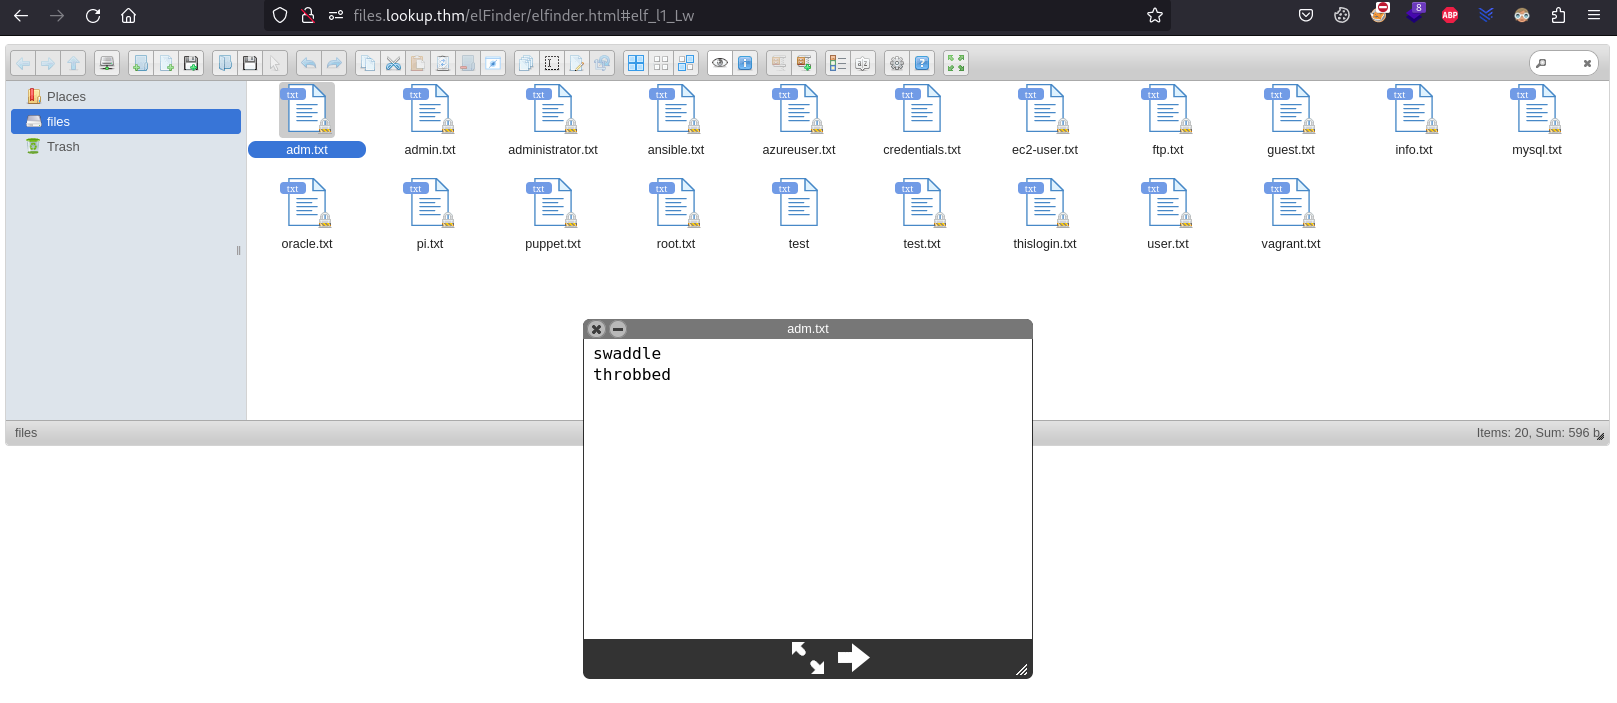 files.lookup.thm/elFinder/elfinder.html#elf_l1_Lw
8
ABP
Places
files
Trash
txt txt txt txt txt txt txt txt txt txt txt
adm.txt admin.txt administrator.txt ansible.txt azureuser.txt credentials.txt ec2-user.txt ftp.txt guest.txt info.txt mysql.txt
txt txt txt txt txt txt txt txt txt
oracle.txt pi.txt puppet.txt root.txt test test.txt thislogin.txt user.txt vagrant.txt
adm.txt
swaddle
throbbed
files
Items: 20, Sum: 596 b